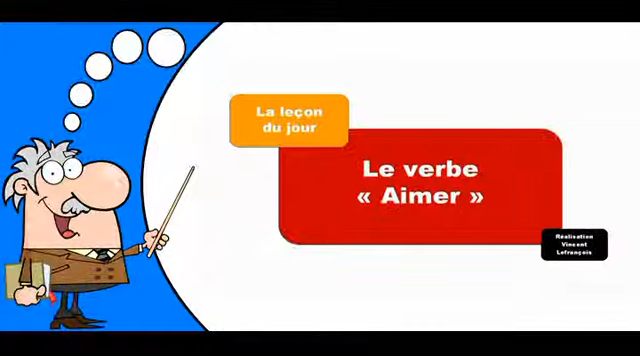 La leçon
du jour
Le verbe
« Aimer »
Réalisation
Vincent
Lefrançois